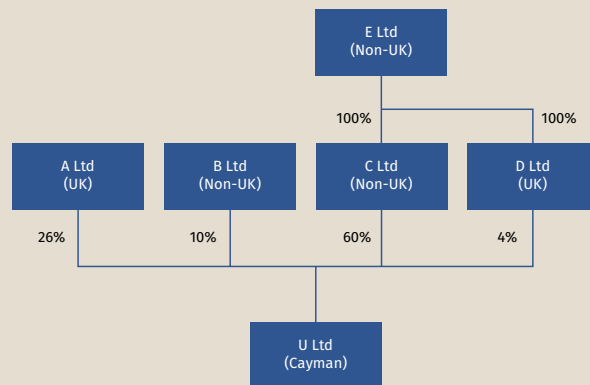 E Ltd
(Non-UK)
100%
100%
A Ltd
(UK)
B Ltd
(Non-UK)
C Ltd
(Non-UK)
D Ltd
(UK)
26%
10%
60%
4%
U Ltd
(Cayman)